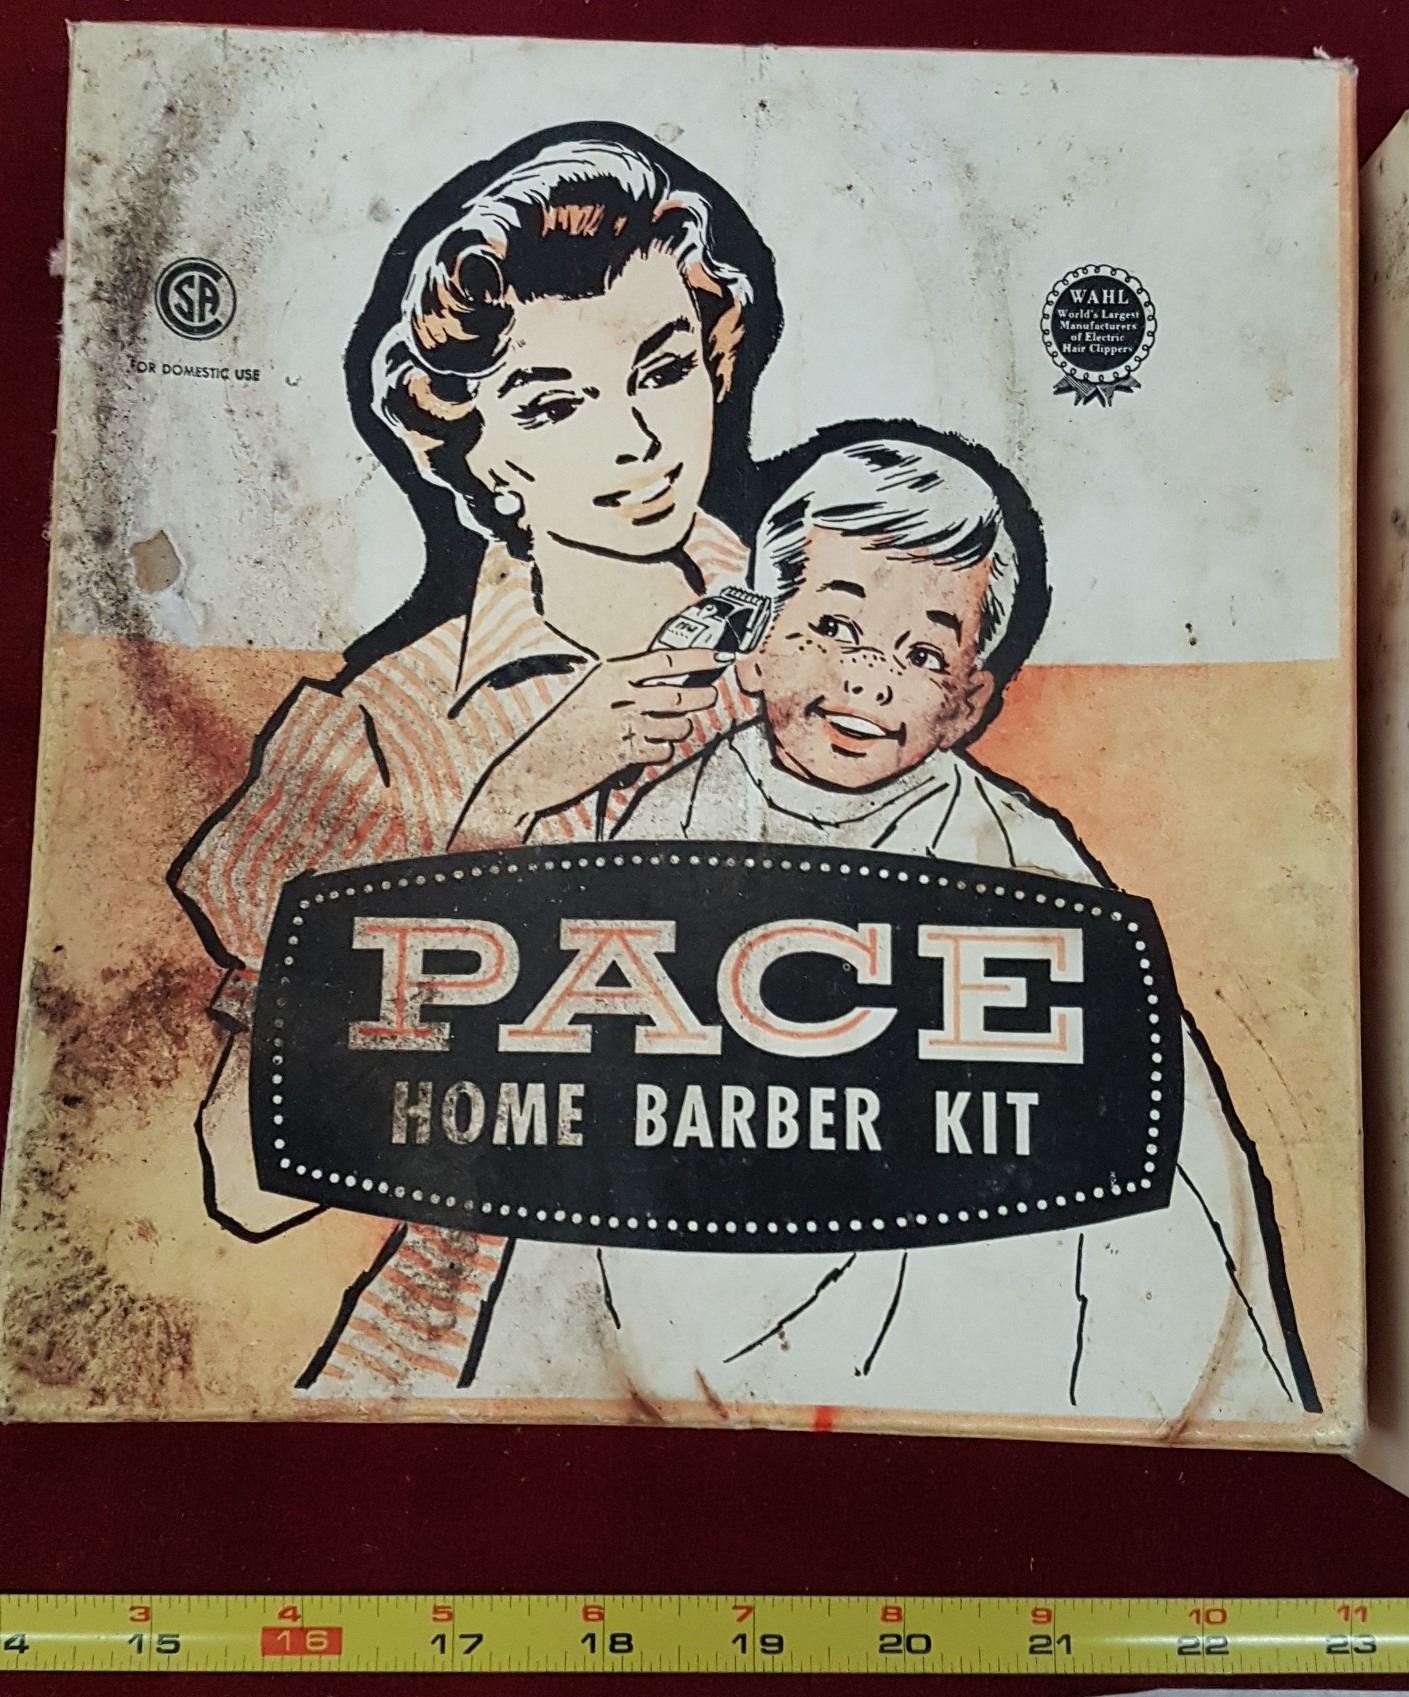 CSA
FOR DOMESTIC USE
WAHL
World's Largest
Manufacturers
of Electric
Hair Clippers
PACE
HOME BARBER KIT
3 4 5 6 7 8 9 10 11
4 15 16 17 18 19 20 21 22 23